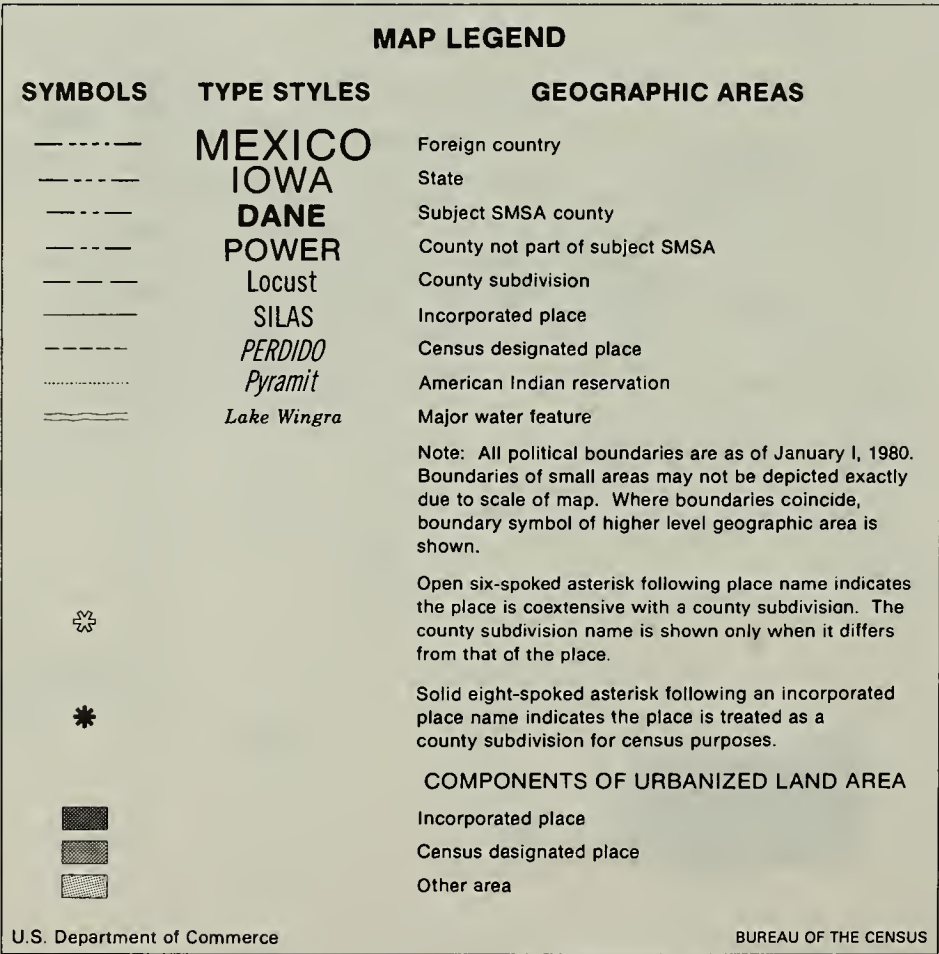 MAP LEGEND
SYMBOLS TYPE STYLES GEOGRAPHIC AREAS
MEXICO Foreign country
IOWA State
DANE Subject SMSA county
POWER County not part of subject SMSA
Locust County subdivision
SILAS Incorporated place
PERDIDO Census designated place
Pyramit American Indian reservation
Lake Wingra Major water feature
Note: All political boundaries are as of January I, 1980.
Boundaries of small areas may not be depicted exactly
due to scale of map. Where boundaries coincide,
boundary symbol of higher level geographic area is
shown.
Open six-spoked asterisk following place name indicates
the place is coextensive with a county subdivision. The
county subdivision name is shown only when it differs
from that of the place.
Solid eight-spoked asterisk following an incorporated
place name indicates the place is treated as a
county subdivision for census purposes.
COMPONENTS OF URBANIZED LAND AREA
Incorporated place
Census designated place
Other area
U.S. Department of Commerce BUREAU OF THE CENSUS